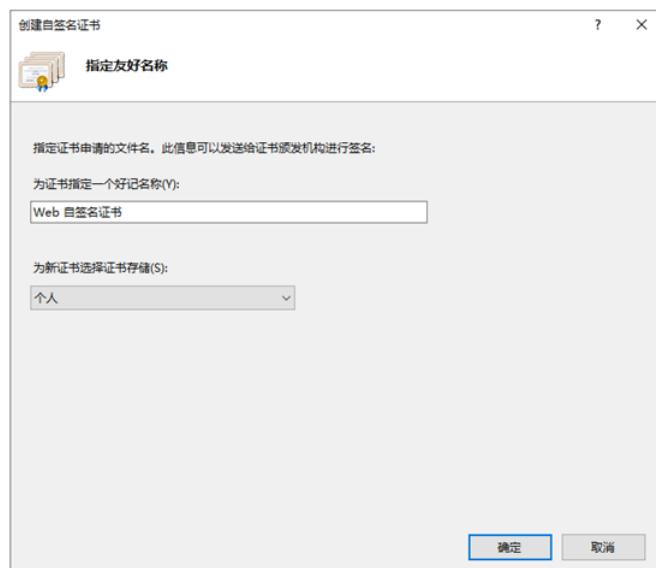 创建自签名证书
?
×
指定友好名称
指定证书申请的文件名。此信息可以发送给证书颁发机构进行签名:
为证书指定一个好记名称(Y):
Web 自签名证书
为新证书选择证书存储(S):
个人
确定
取消